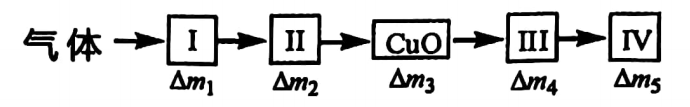 气体 → I → II → CuO → III → IV
Δm₁ Δm₂ Δm₃ Δm₄ Δm₅